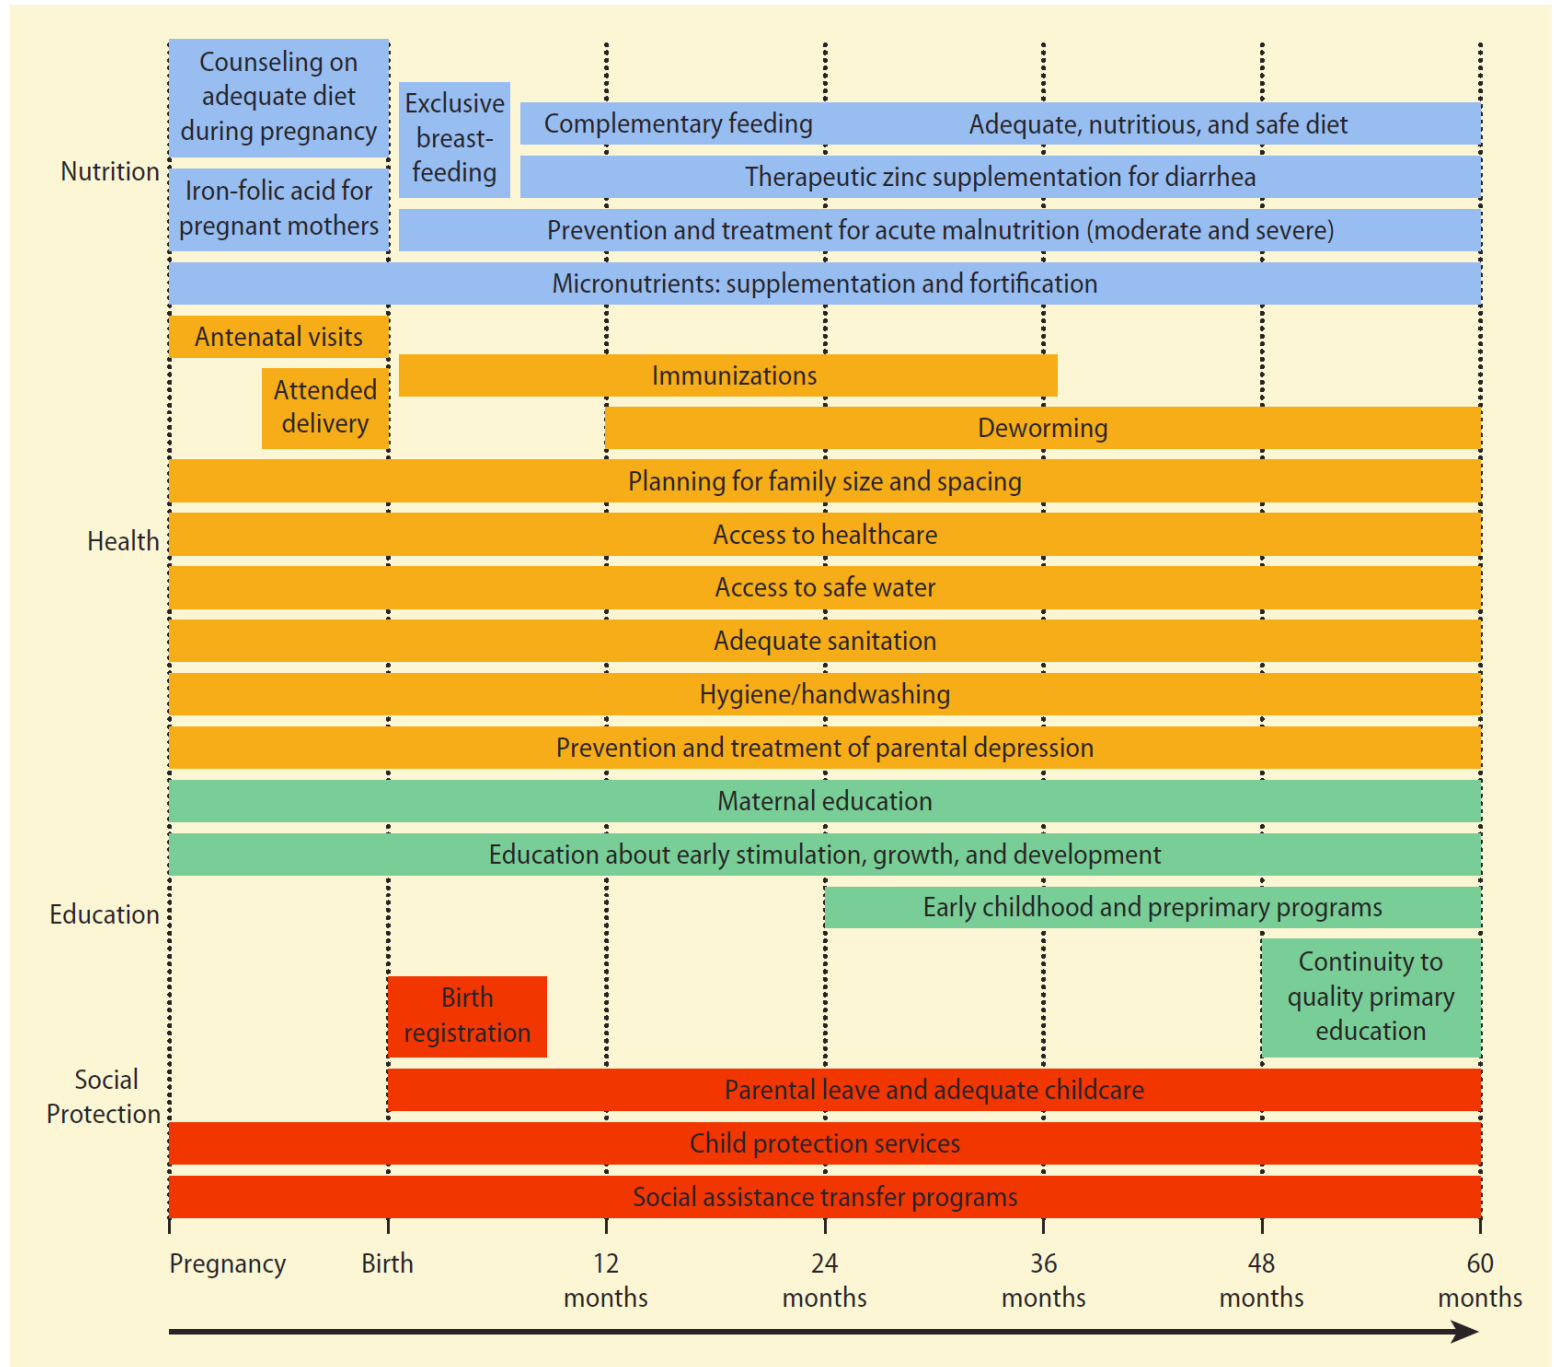 Counseling on
adequate diet
during pregnancy
Exclusive
breast-
feeding
Complementary feeding
Adequate, nutritious, and safe diet
Nutrition
Therapeutic zinc supplementation for diarrhea
Iron-folic acid for
pregnant mothers
Prevention and treatment for acute malnutrition (moderate and severe)
Micronutrients: supplementation and fortification
Antenatal visits
Attended
delivery
Immunizations
Deworming
Planning for family size and spacing
Health
Access to healthcare
Access to safe water
Adequate sanitation
Hygiene/handwashing
Prevention and treatment of parental depression
Maternal education
Education about early stimulation, growth, and development
Education
Early childhood and preprimary programs
Continuity to
quality primary
education
Birth
registration
Social
Protection
Parental leave and adequate childcare
Child protection services
Social assistance transfer programs
Pregnancy
Birth
12
months
24
months
36
months
48
months
60
months